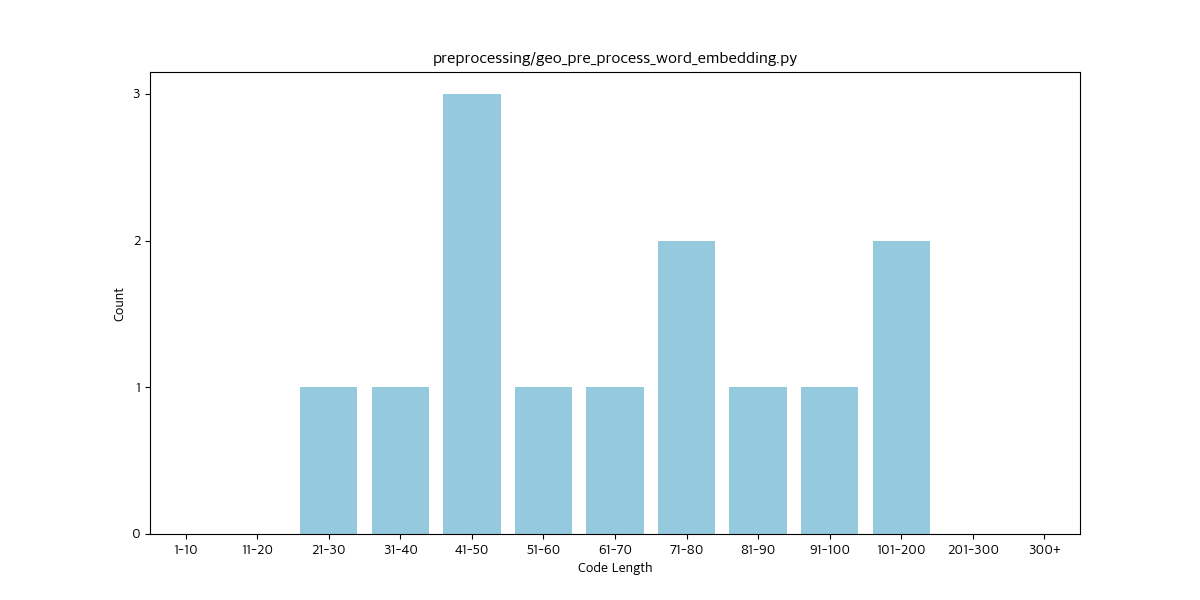 preprocessing/geo_pre_process_word_embedding.py
3
2
1
0
Count
1-10 11-20 21-30 31-40 41-50 51-60 61-70 71-80 81-90 91-100 101-200 201-300 300+
Code Length